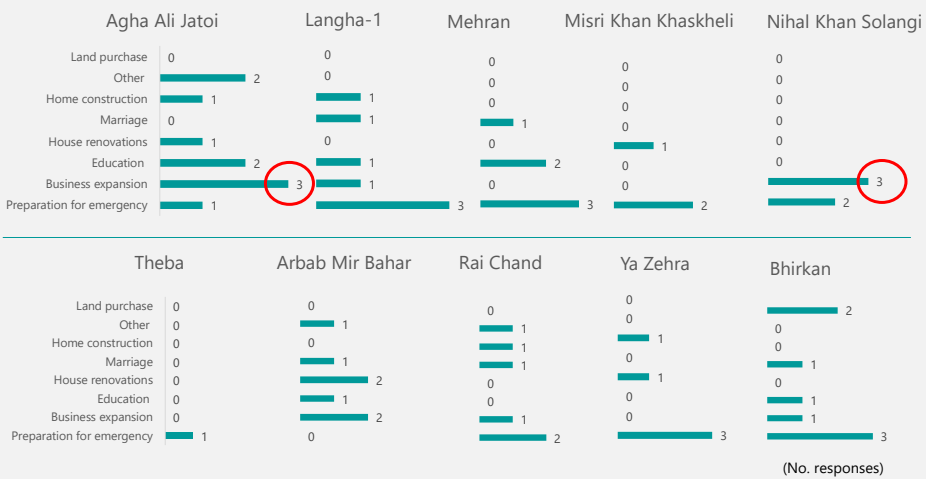 Agha Ali Jatoi Langha-1 Mehran Misri Khan Khaskheli Nihal Khan Solangi
Land purchase 0 0 0 0 0
Other 2 0 0 0 0
Home construction 1 1 0 0 0
Marriage 0 1 1 0 0
House renovations 1 0 0 1 0
Education 2 1 2 0 0
Business expansion 3 1 0 0 3
Preparation for emergency 1 3 3 2 2
Theba Arbab Mir Bahar Rai Chand Ya Zehra Bhirkan
Land purchase 0 0 0 0 2
Other 0 1 1 0 0
Home construction 0 0 1 1 0
Marriage 0 1 1 0 1
House renovations 0 2 0 1 0
Education 0 1 0 0 1
Business expansion 0 2 1 0 1
Preparation for emergency 1 0 2 3 3
(No. responses)